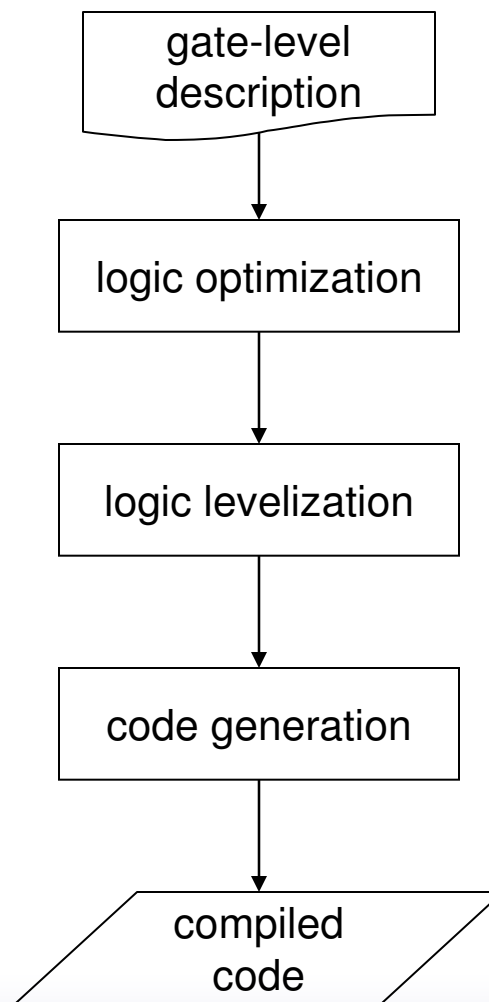 gate-level
description
logic optimization
logic levelization
code generation
compiled
code